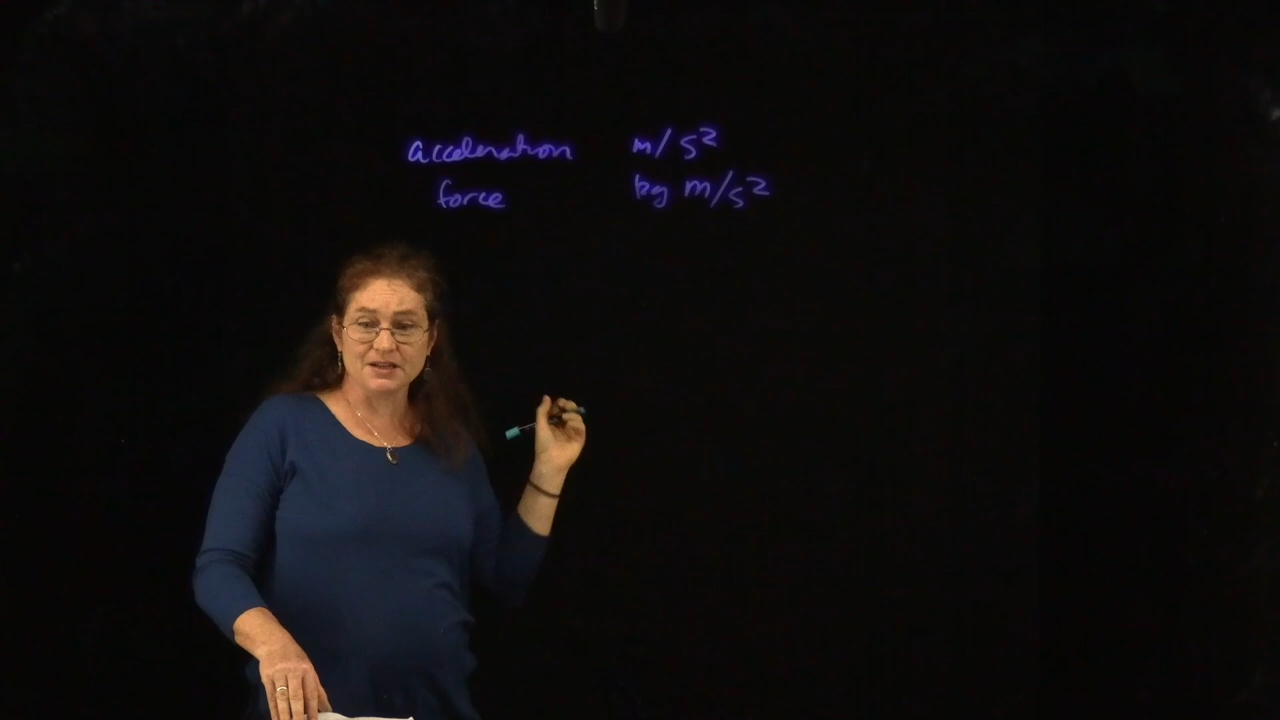 acceleration m/s²
force kg m/s²